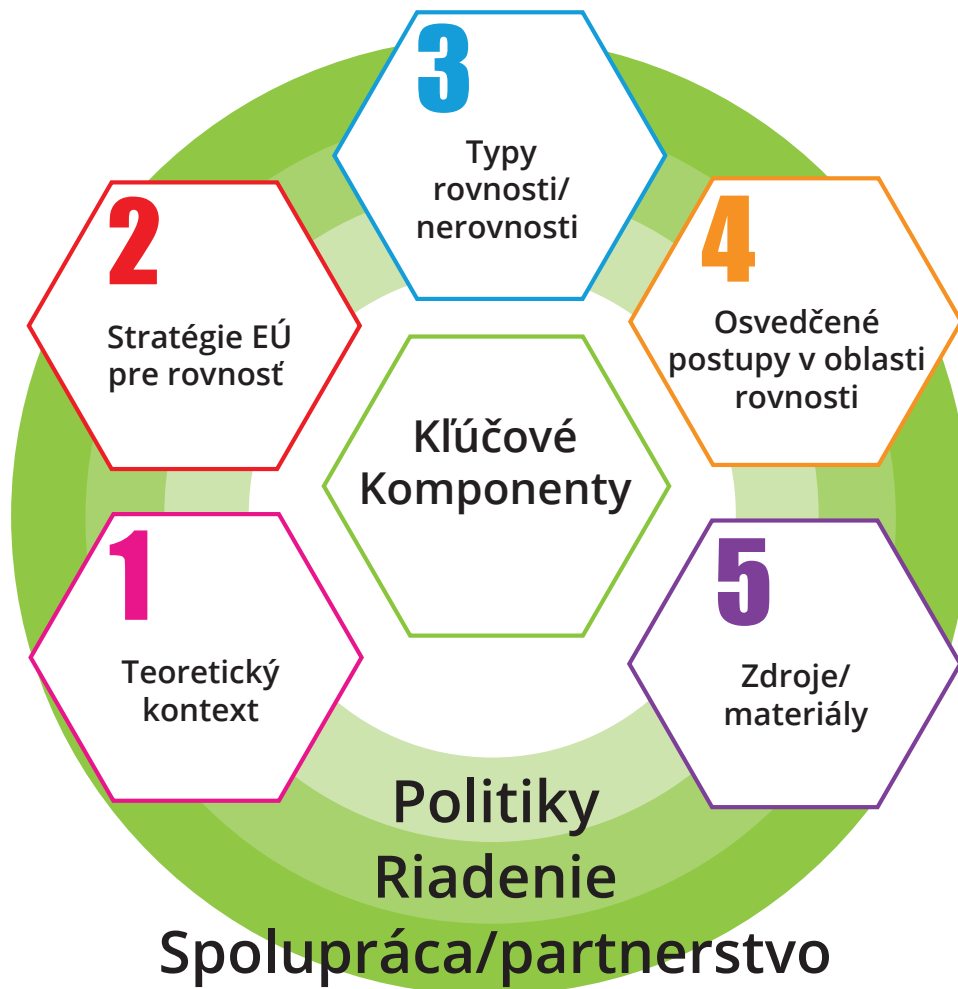 3
Typy
rovnosti/
nerovnosti
2
Stratégie EÚ
pre rovnosť
4
Osvedčené
postupy v oblasti
rovnosti
Kľúčové
Komponenty
1
Teoretický
kontext
5
Zdroje/
materiály
Politiky
Riadenie
Spolupráca/partnerstvo